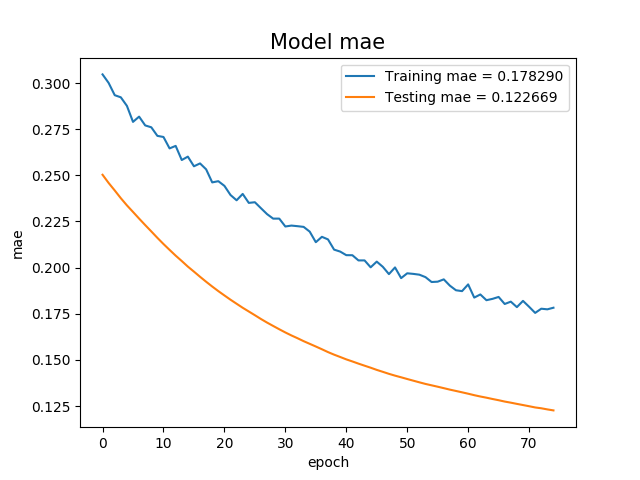 Model mae
Training mae = 0.178290
Testing mae = 0.122669
0.300
0.275
0.250
0.225
0.200
0.175
0.150
0.125
mae
0 10 20 30 40 50 60 70
epoch